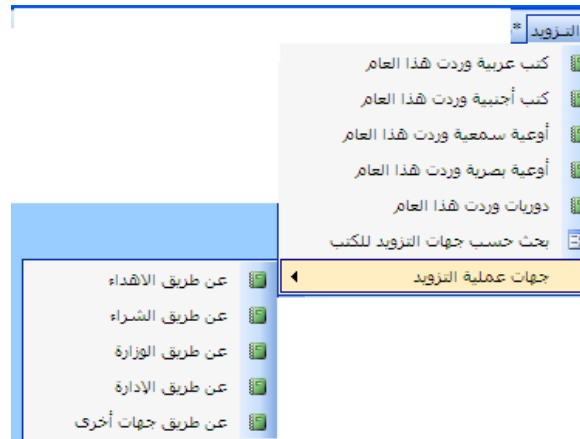 التـزويد *
كتب عربية وردت هذا العام
كتب أجنبية وردت هذا العام
أوعية سمعية وردت هذا العام
أوعية بصرية وردت هذا العام
دوريات وردت هذا العام
بحث حسب جهات التزويد للكتب
جهات عملية التزويد
عن طريق الاهداء
عن طريق الشراء
عن طريق الوزارة
عن طريق الإدارة
عن طريق جهات أخرى